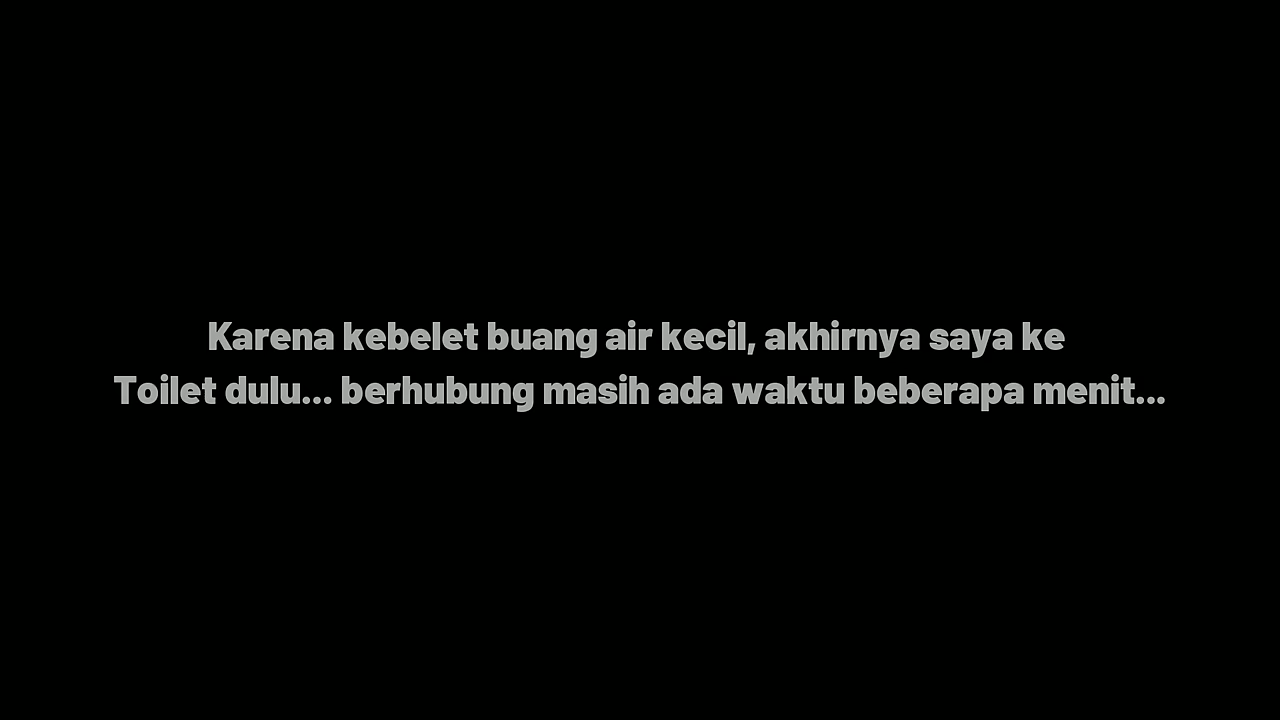 Karena kebelet buang air kecil, akhirnya saya ke
Toilet dulu... berhubung masih ada waktu beberapa menit...